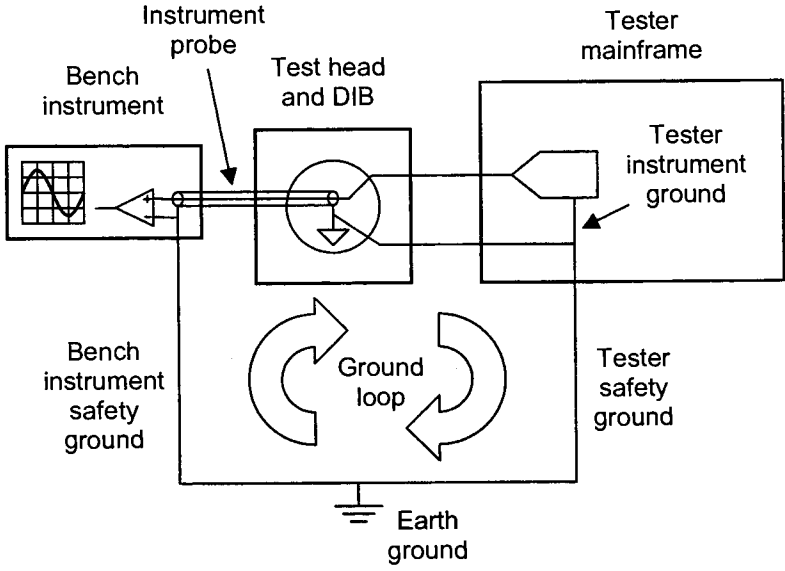 Instrument
probe
Bench
instrument
Test head
and DIB
Tester
mainframe
Tester
instrument
ground
Bench
instrument
safety
ground
Ground
loop
Tester
safety
ground
Earth
ground